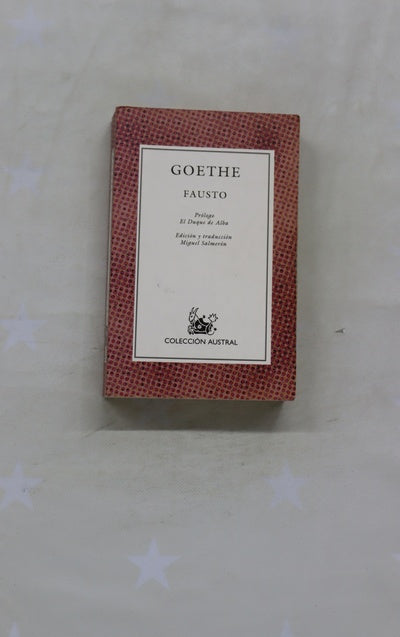 GOETHE
FAUSTO
Prólogo
El Duque de Alba
Edición y traducción
Miguel Salmerón
COLECCIÓN AUSTRAL